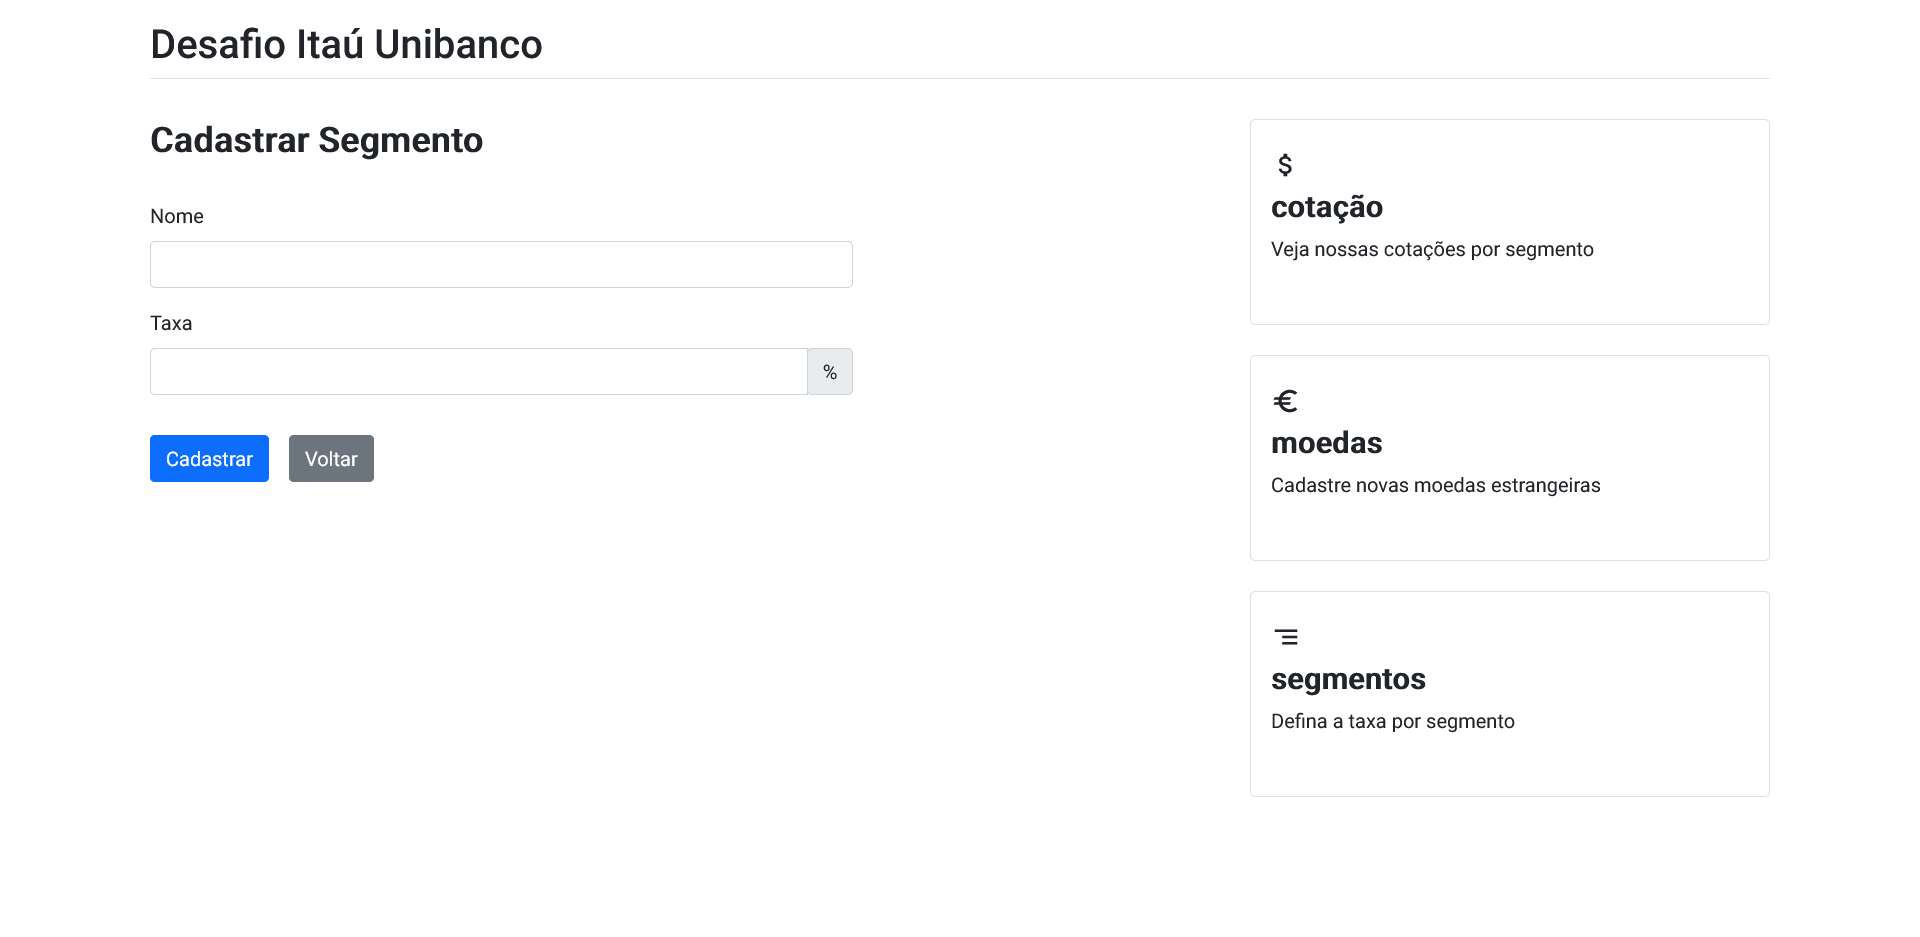 Desafio Itaú Unibanco
Cadastrar Segmento
Nome
Taxa
%
Cadastrar
Voltar
$
cotação
Veja nossas cotações por segmento
€
moedas
Cadastre novas moedas estrangeiras
segmentos
Defina a taxa por segmento